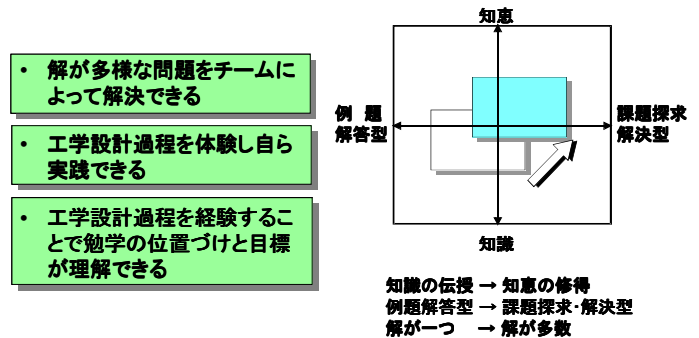 ・ 解が多様な問題をチームに
よって解決できる
・ 工学設計過程を体験し自ら
実践できる
・ 工学設計過程を経験するこ
とで勉学の位置づけと目標
が理解できる
知恵
例 題
解答型
課題探求
解決型
知識
知識の伝授 → 知恵の修得
例題解答型 → 課題探求・解決型
解が一つ → 解が多数